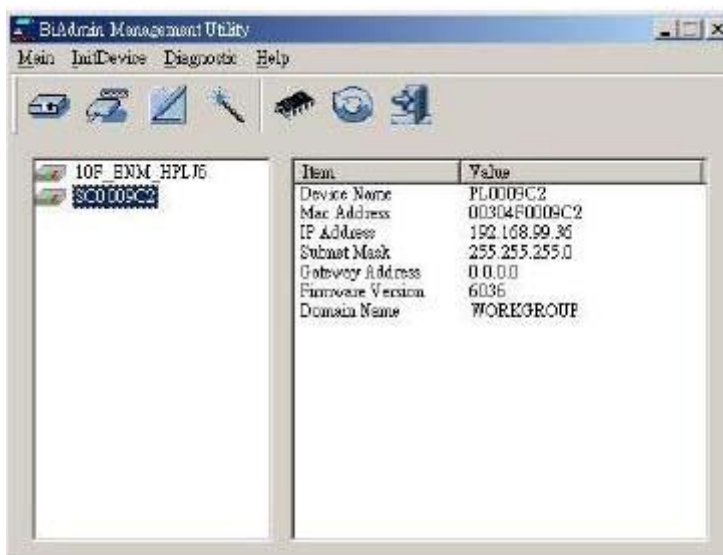 BiAdmin Management Utility
Main InitDevice Diagnostic Help
10F_ENM_HPLJ6
SC0009C2
Item Value
Device Name PL0009C2
Mac Address 00304F0009C2
IP Address 192.168.99.36
Subnet Mask 255.255.255.0
Gateway Address 0.0.0.0
Firmware Version 6036
Domain Name WORKGROUP